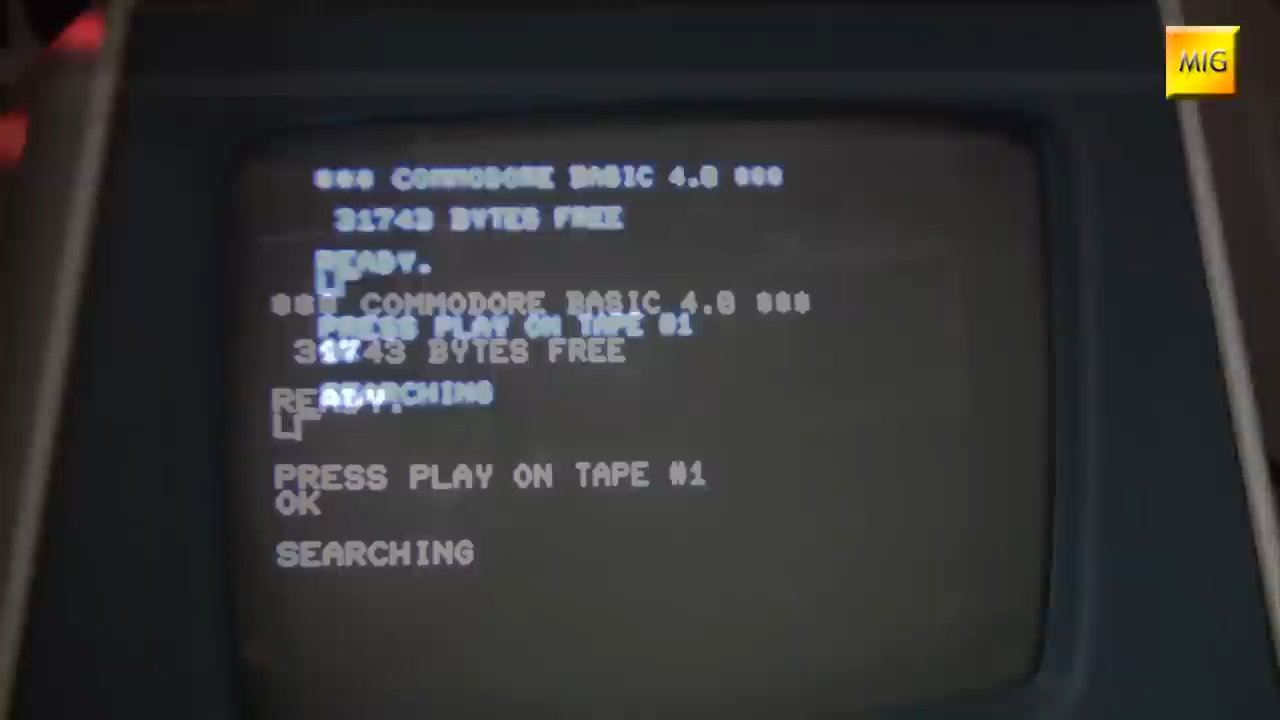 MIG
*** COMMODORE BASIC 4.0 ***
31743 BYTES FREE
READY.
*** COMMODORE BASIC 4.0 ***
PRESS PLAY ON TAPE #1
31743 BYTES FREE
SEARCHING
READY.
PRESS PLAY ON TAPE #1
OK
SEARCHING